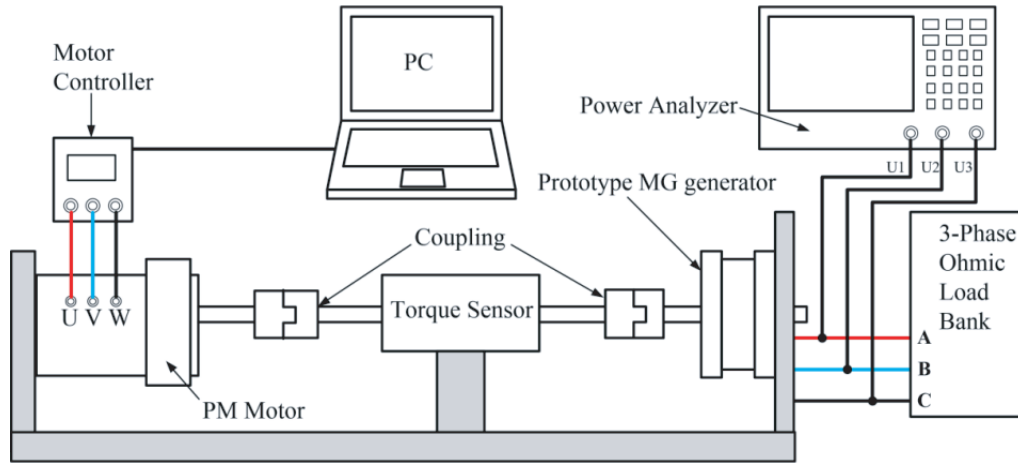 Motor
Controller
PC
Power Analyzer
U1
U2
U3
Prototype MG generator
Coupling
3-Phase
Ohmic
Load
Bank
U V W
Torque Sensor
A
B
C
PM Motor